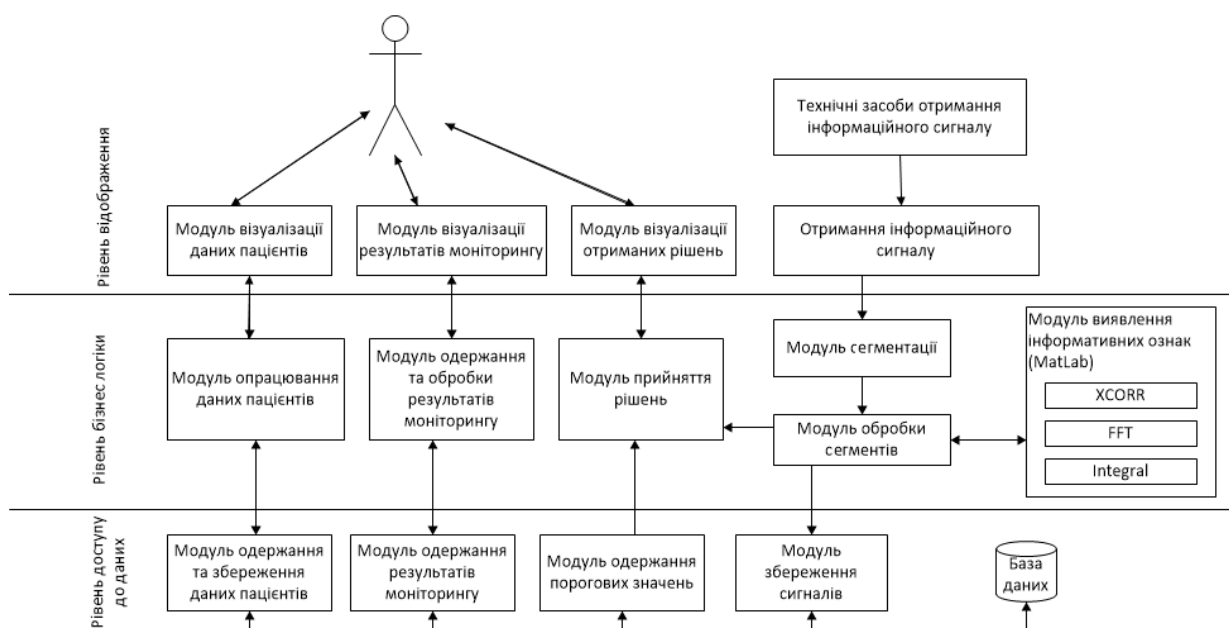 Рівень відображення
Технічні засоби отримання
інформаційного сигналу
Модуль візуалізації
даних пацієнтів
Модуль візуалізації
результатів моніторингу
Модуль візуалізації
отриманих рішень
Отримання інформаційного
сигналу
Рівень бізнес логіки
Модуль опрацювання
даних пацієнтів
Модуль одержання
та обробки
результатів
моніторингу
Модуль прийняття
рішень
Модуль сегментації
Модуль обробки
сегментів
Модуль виявлення
інформативних ознак
(MatLab)
XCORR
FFT
Integral
Рівень доступу
до даних
Модуль одержання
та збереження
даних пацієнтів
Модуль одержання
результатів
моніторингу
Модуль одержання
порогових значень
Модуль
збереження
сигналів
База
даних